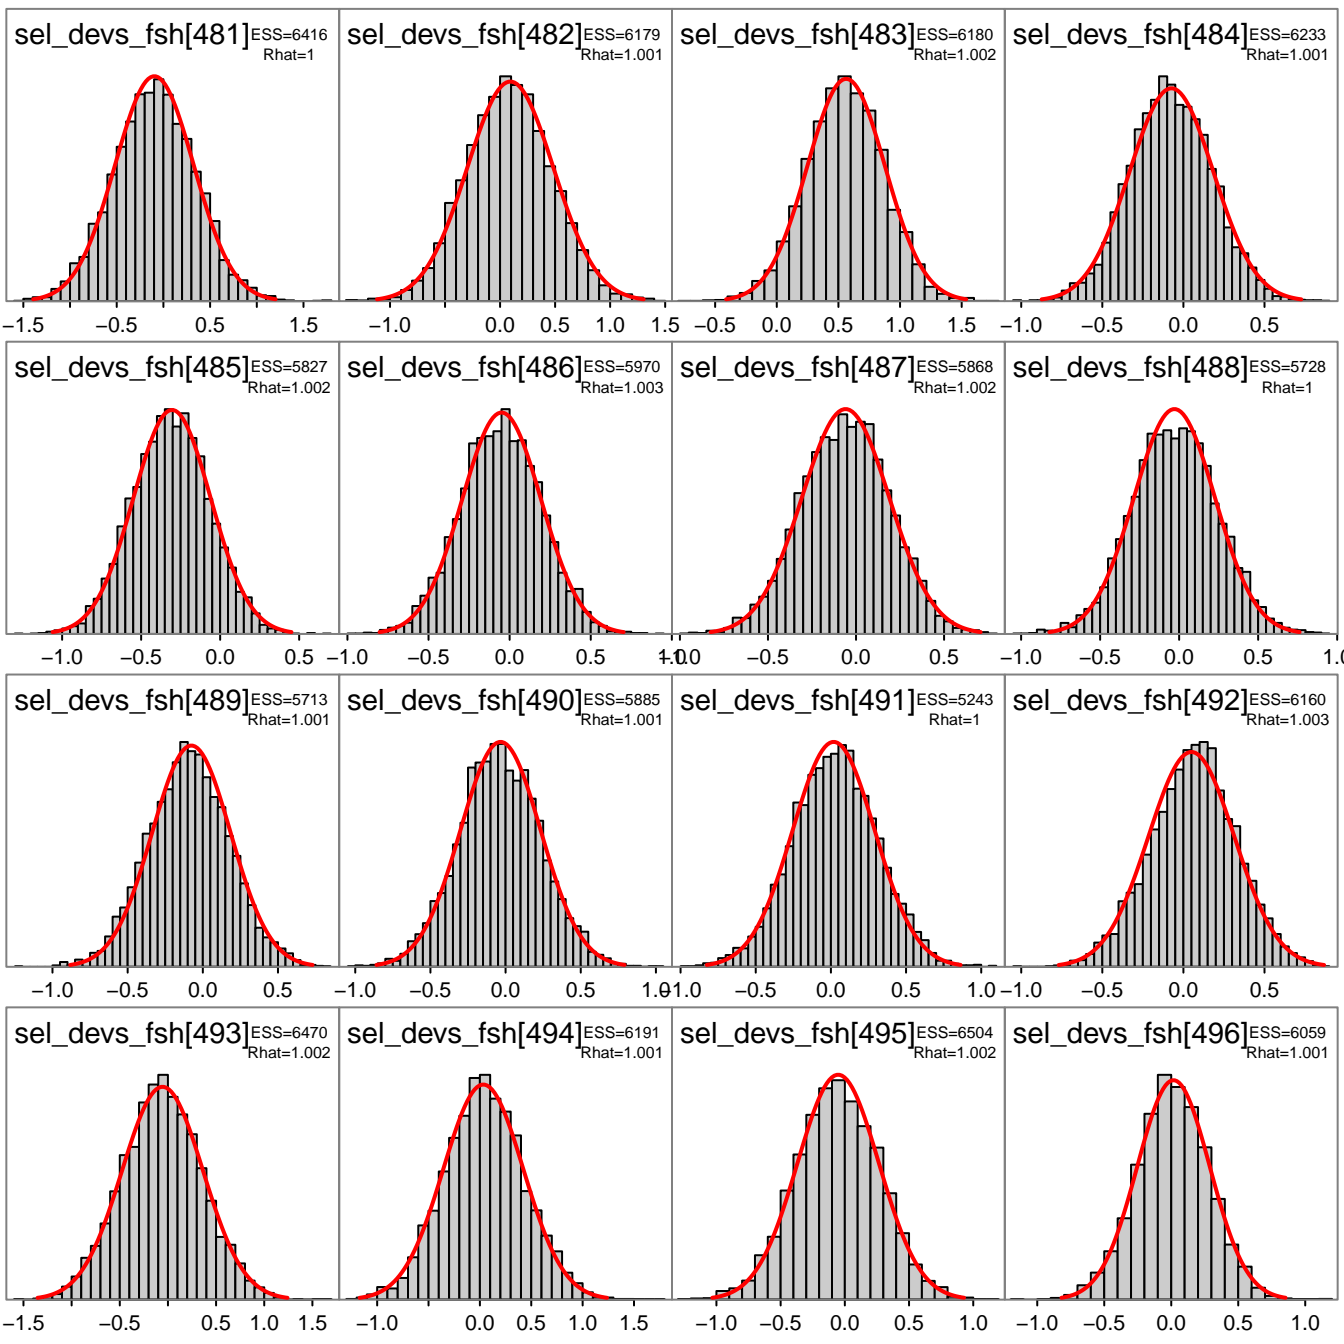 sel_devs_fsh[481] ESS=6416
Rhat=1
sel_devs_fsh[482] ESS=6179
Rhat=1.001
sel_devs_fsh[483] ESS=6180
Rhat=1.002
sel_devs_fsh[484] ESS=6233
Rhat=1.001
−1.5 −0.5 0.5 1.5
−1.0 0.0 0.5 1.0 1.5
−0.5 0.0 0.5 1.0 1.5
−1.0 −0.5 0.0 0.5
sel_devs_fsh[485] ESS=5827
Rhat=1.002
sel_devs_fsh[486] ESS=5970
Rhat=1.003
sel_devs_fsh[487] ESS=5868
Rhat=1.002
sel_devs_fsh[488] ESS=5728
Rhat=1
−1.0 −0.5 0.0 0.5
−1.0 −0.5 0.0 0.5 1.0
−1.0 −0.5 0.0 0.5
−1.0 −0.5 0.0 0.5 1.0
sel_devs_fsh[489] ESS=5713
Rhat=1.001
sel_devs_fsh[490] ESS=5885
Rhat=1.001
sel_devs_fsh[491] ESS=5243
Rhat=1
sel_devs_fsh[492] ESS=6160
Rhat=1.003
−1.0 −0.5 0.0 0.5
−1.0 −0.5 0.0 0.5 1.0
−1.0 −0.5 0.0 0.5 1.0
−1.0 −0.5 0.0 0.5
sel_devs_fsh[493] ESS=6470
Rhat=1.002
sel_devs_fsh[494] ESS=6191
Rhat=1.001
sel_devs_fsh[495] ESS=6504
Rhat=1.002
sel_devs_fsh[496] ESS=6059
Rhat=1.001
−1.5 −0.5 0.5 1.0 1.5
−1.0 0.0 0.5 1.0 1.5
−1.0 −0.5 0.0 0.5 1.0
−1.0 −0.5 0.0 0.5 1.0